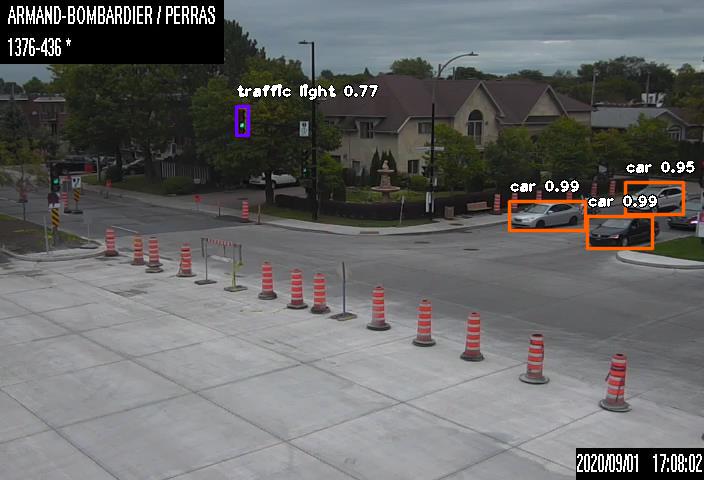 ARMAND-BOMBARDIER / PERRAS
1376-436 *
traffic light 0.77
car 0.95
car 0.99
car 0.99
2020/09/01 17:08:02